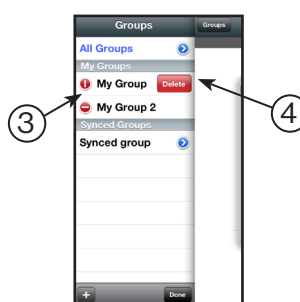 Groups
Groups
All Groups
My Groups
My Group
Delete
My Group 2
Synced Groups
Synced group
+
Done
3
4